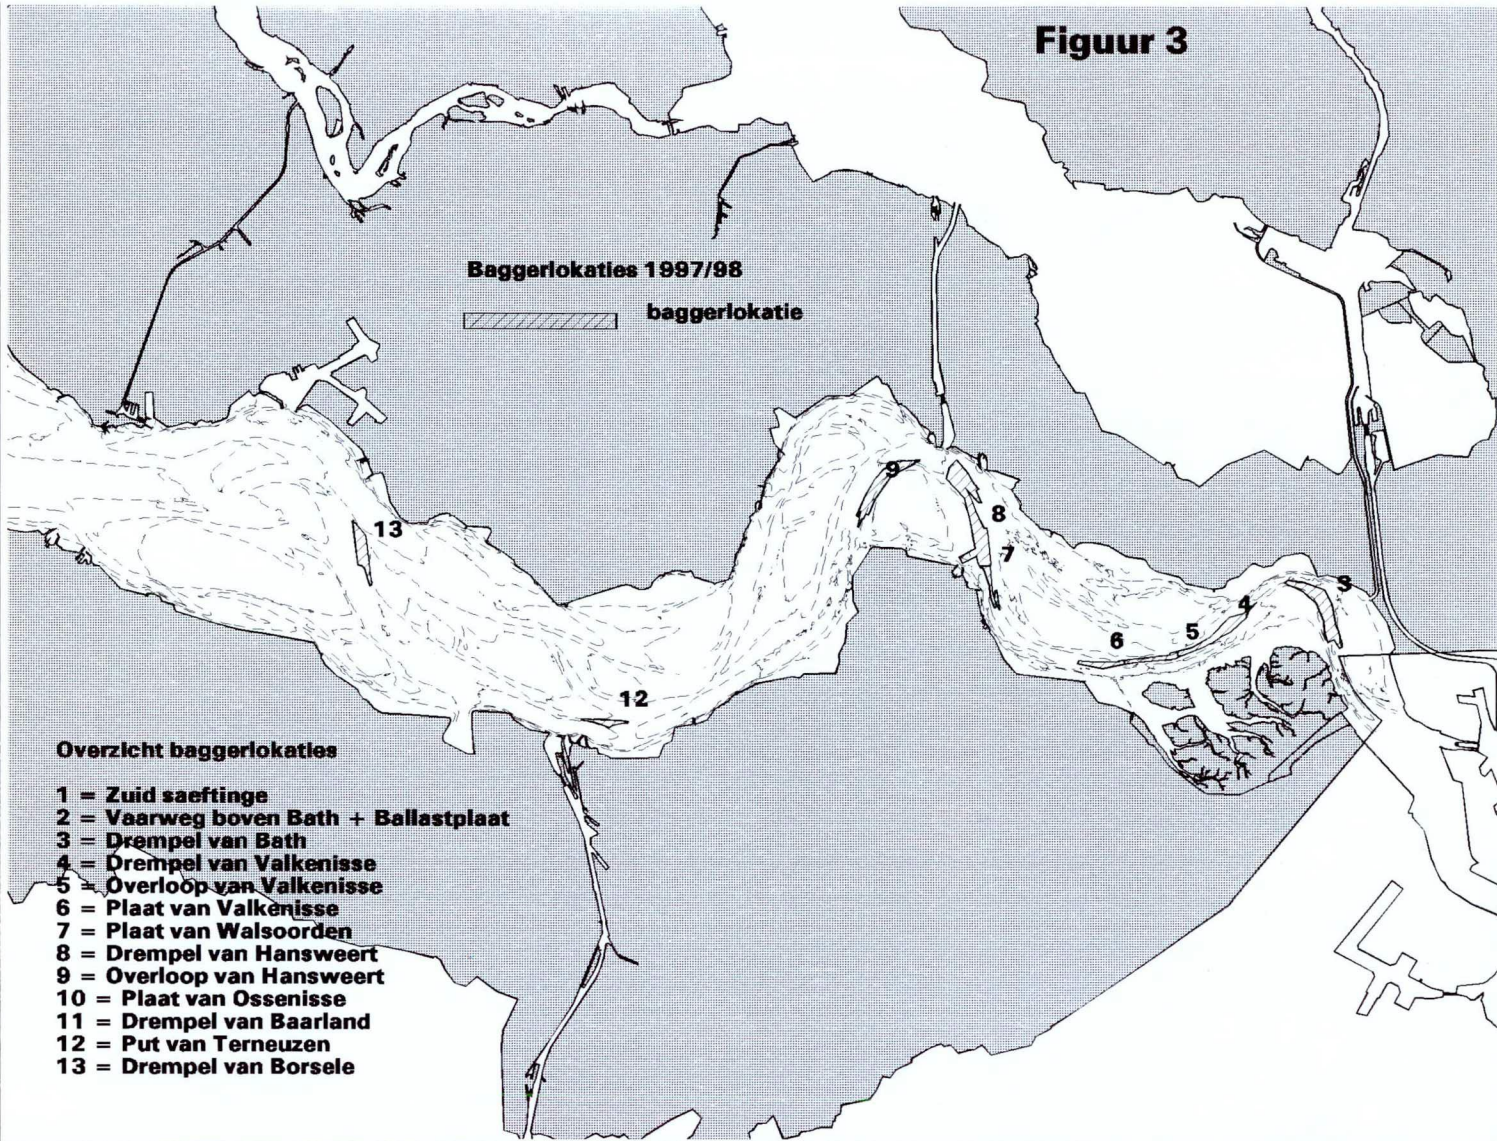 Figuur 3
Baggerlokaties 1997/98
baggerlokatie
9
8
13
7
3
4
5
6
12
Overzicht baggerlokaties
1 = Zuid saeftinge
2 = Vaarweg boven Bath + Ballastplaat
3 = Drempel van Bath
4 = Drempel van Valkenisse
5 = Overloop van Valkenisse
6 = Plaat van Valkenisse
7 = Plaat van Walsoorden
8 = Drempel van Hansweert
9 = Overloop van Hansweert
10 = Plaat van Ossenisse
11 = Drempel van Baarland
12 = Put van Terneuzen
13 = Drempel van Borsele